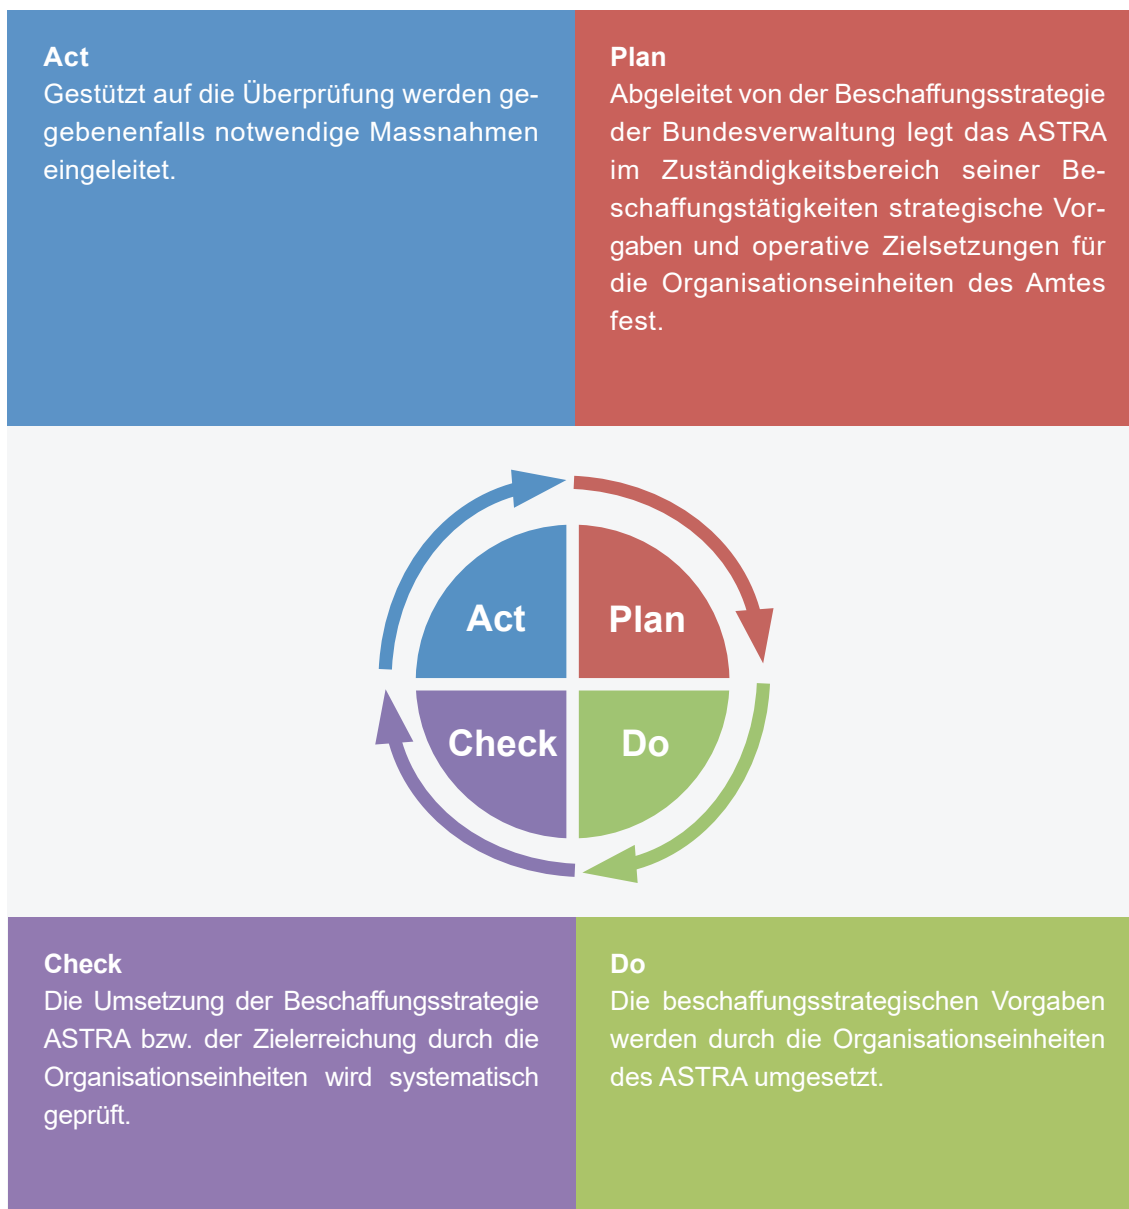 Act
Gestützt auf die Überprüfung werden ge-
gebenenfalls notwendige Massnahmen
eingeleitet.
Plan
Abgeleitet von der Beschaffungsstrategie
der Bundesverwaltung legt das ASTRA
im Zuständigkeitsbereich seiner Be-
schaffungstätigkeiten strategische Vor-
gaben und operative Zielsetzungen für
die Organisationseinheiten des Amtes
fest.
Act
Plan
Check
Do
Check
Die Umsetzung der Beschaffungsstrategie
ASTRA bzw. der Zielerreichung durch die
Organisationseinheiten wird systematisch
geprüft.
Do
Die beschaffungsstrategischen Vorgaben
werden durch die Organisationseinheiten
des ASTRA umgesetzt.